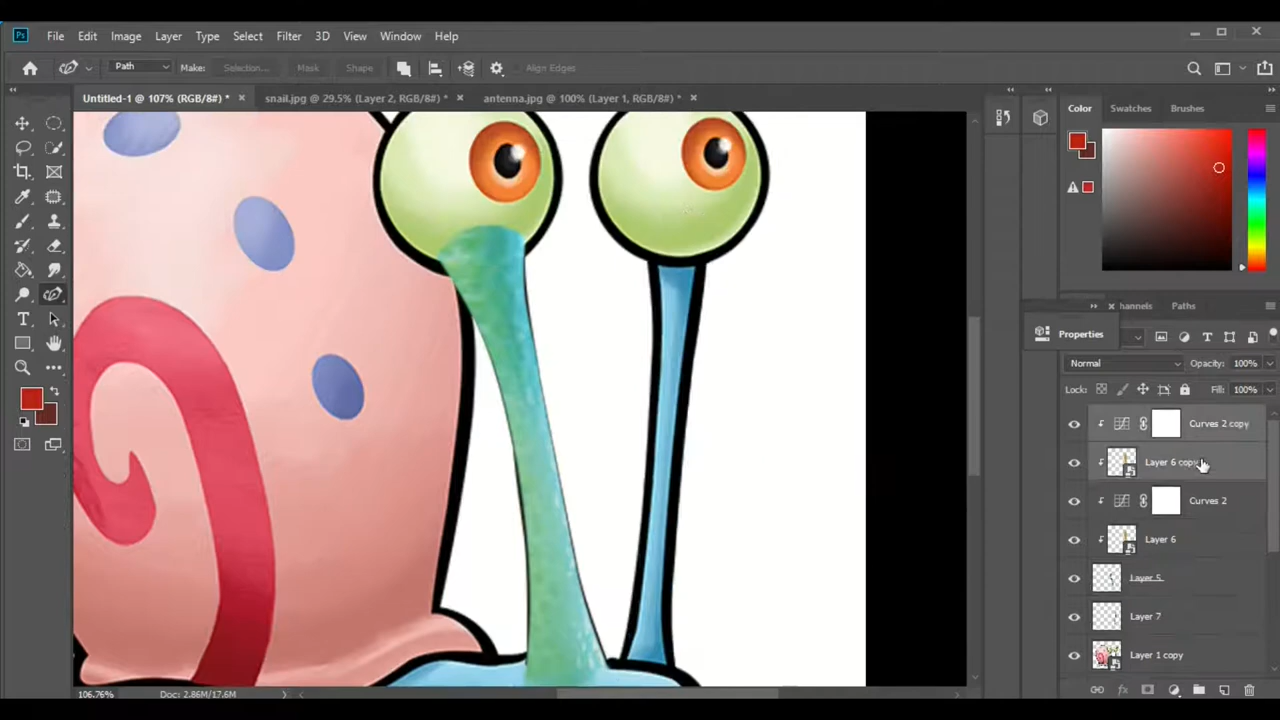 Ps File Edit Image Layer Type Select Filter 3D View Window Help
Path Make: Selection... Mask Shape Align Edges
Untitled-1 @ 107% (RGB/8#) * × snail.jpg @ 29.5% (Layer 2, RGB/8#) * × antenna.jpg @ 100% (Layer 1, RGB/8#) * ×
Color Swatches Brushes
hannels Paths
Properties
Normal Opacity: 100%
Lock: Fill: 100%
Curves 2 copy
Layer 6 copy
Curves 2
Layer 6
Layer 5
Layer 7
Layer 1 copy
106.76% Doc: 2.86M/17.6M